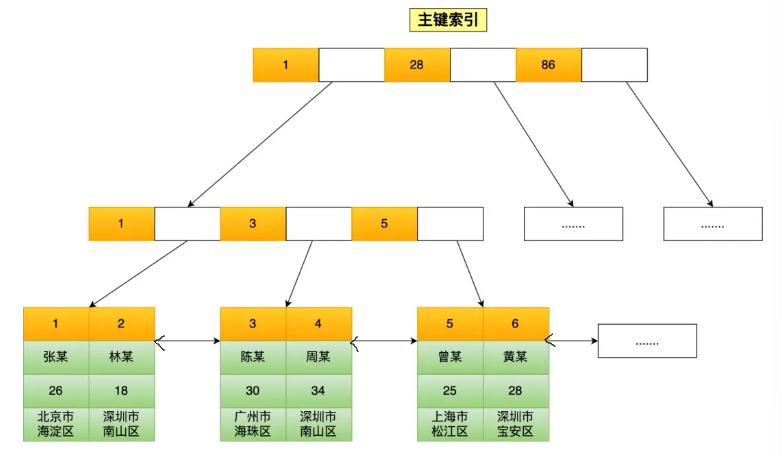 主键索引
1 28 86
1 3 5 ....... .......
1 2 3 4 5 6
张某 林某 陈某 周某 曾某 黄某 .......
26 18 30 34 25 28
北京市 深圳市 广州市 深圳市 上海市 深圳市
海淀区 南山区 海珠区 南山区 松江区 宝安区